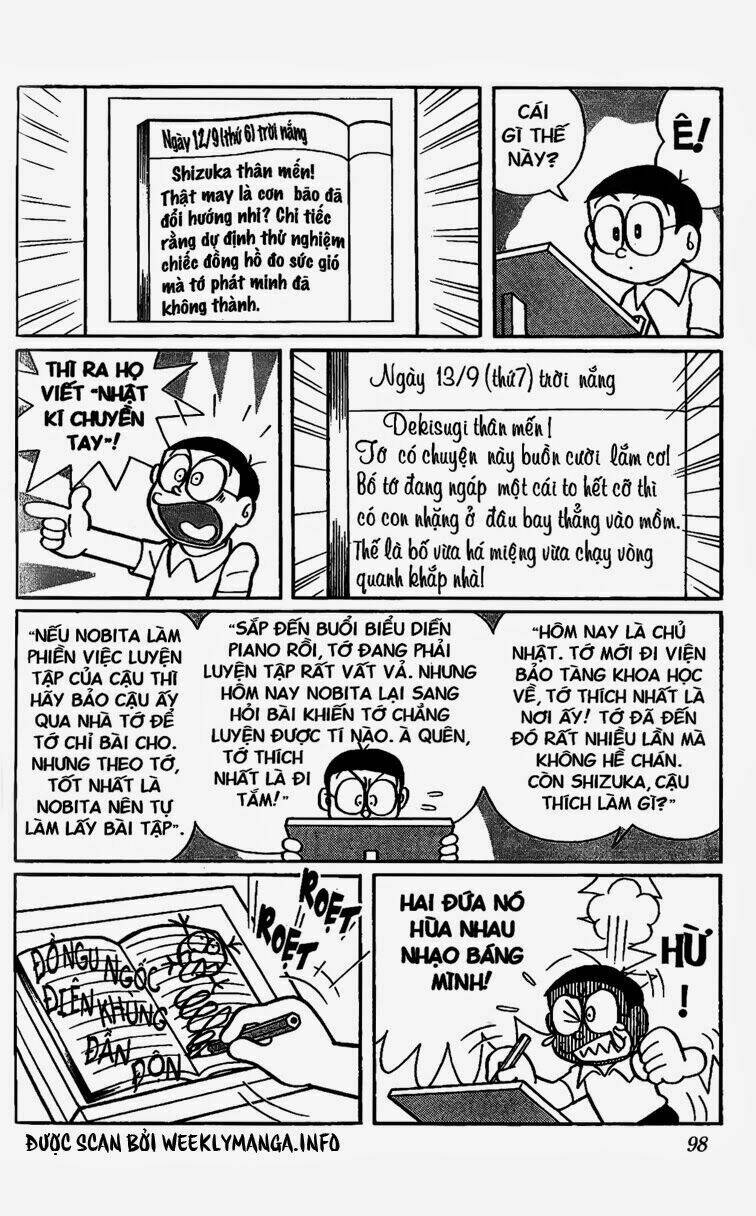 Ê!
CÁI
GÌ THẾ
NÀY?
Ngày 12/9 (thứ 6) trời nắng
Shizuka thân mến!
Thật may là cơn bão đã
đổi hướng nhỉ? Chỉ tiếc
rằng dự định thử nghiệm
chiếc đồng hồ đo sức gió
mà tớ phát minh đã
không thành.
Ngày 13/9 (thứ 7) trời nắng
Dekisugi thân mến!
Tớ có chuyện này buồn cười lắm cơ!
Bố tớ đang ngáp một cái to hết cỡ thì
có con nhặng ở đâu bay thẳng vào mồm.
Thế là bố vừa há miệng vừa chạy vòng
quanh khắp nhà!
THÌ RA HỌ
VIẾT "NHẬT
KÍ CHUYỀN
TAY"!
"HÔM NAY LÀ CHỦ
NHẬT. TỚ MỚI ĐI VIỆN
BẢO TÀNG KHOA HỌC
VỀ, TỚ THÍCH NHẤT LÀ
NƠI ẤY! TỚ ĐÃ ĐẾN
ĐÓ RẤT NHIỀU LẦN MÀ
KHÔNG HỀ CHÁN.
CÒN SHIZUKA, CẬU
THÍCH LÀM GÌ?"
"SẮP ĐẾN BUỔI BIỂU DIỄN
PIANO RỒI, TỚ ĐANG PHẢI
LUYỆN TẬP RẤT VẤT VẢ. NHƯNG
HÔM NAY NOBITA LẠI SANG
HỎI BÀI KHIẾN TỚ CHẲNG
LUYỆN ĐƯỢC TÍ NÀO. À QUÊN,
TỚ THÍCH
NHẤT LÀ ĐI
TẮM!"
"NẾU NOBITA LÀM
PHIỀN VIỆC LUYỆN
TẬP CỦA CẬU THÌ
HÃY BẢO CẬU ẤY
QUA NHÀ TỚ ĐỂ
TỚ CHỈ BÀI CHO.
NHƯNG THEO TỚ,
TỐT NHẤT LÀ
NOBITA NÊN TỰ
LÀM LẤY BÀI TẬP".
HAI ĐỨA NÓ
HÙA NHAU
NHẠO BÁNG
MÌNH!
HỪ!
ROẸT
ROẸT
ĐỒ NGU NGỐC
ĐIÊN KHÙNG
ĐẦN
ĐỘN
ĐƯỢC SCAN BỞI WEEKLYMANGA.INFO
98